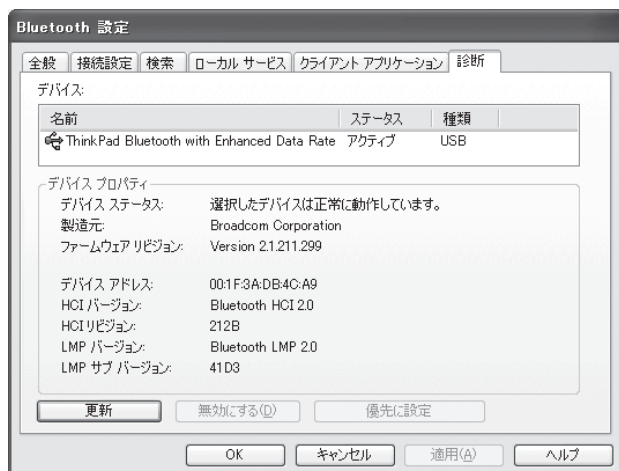 Bluetooth 設定
全般 接続設定 検索 ローカル サービス クライアント アプリケーション 診断
デバイス:
名前 ステータス 種類
ThinkPad Bluetooth with Enhanced Data Rate アクティブ USB
デバイス プロパティ
デバイス ステータス: 選択したデバイスは正常に動作しています。
製造元: Broadcom Corporation
ファームウェア リビジョン: Version 2.1.211.299
デバイス アドレス: 00:1F:3A:DB:4C:A9
HCI バージョン: Bluetooth HCI 2.0
HCI リビジョン: 212B
LMP バージョン: Bluetooth LMP 2.0
LMP サブ バージョン: 41D3
更新 無効にする(D) 優先に設定
OK キャンセル 適用(A) ヘルプ